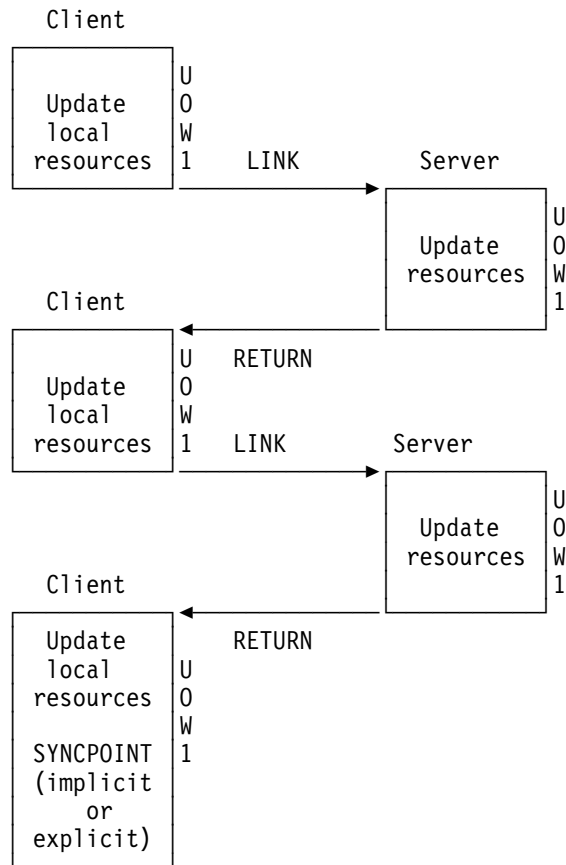 Client
Update
local
resources
U
O
W
1
LINK
Server
Update
resources
U
O
W
1
Client
RETURN
Update
local
resources
U
O
W
1
LINK
Server
Update
resources
U
O
W
1
Client
RETURN
Update
local
resources
U
O
W
1
SYNCPOINT
(implicit
or
explicit)